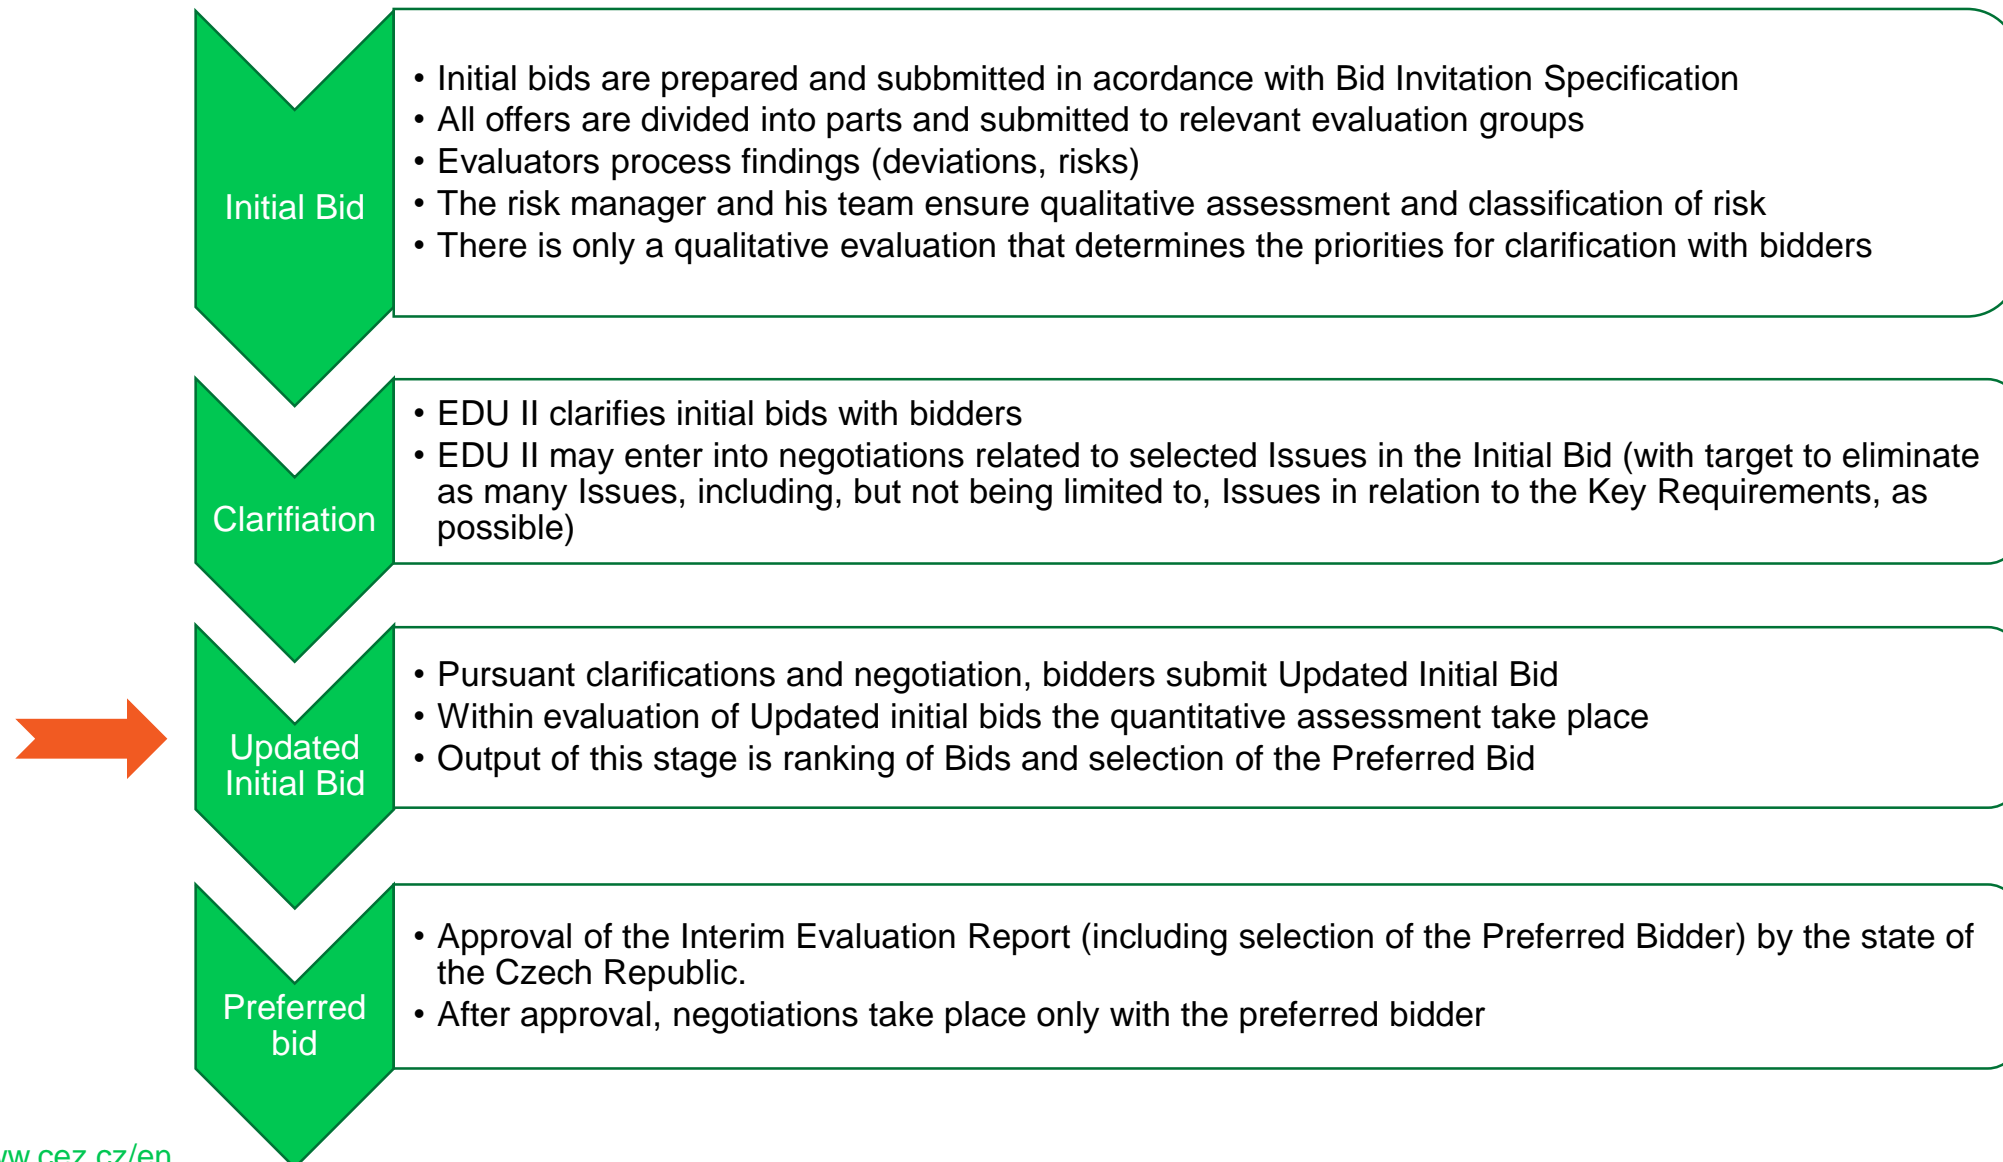 Initial Bid
• Initial bids are prepared and subbmitted in acordance with Bid Invitation Specification
• All offers are divided into parts and submitted to relevant evaluation groups
• Evaluators process findings (deviations, risks)
• The risk manager and his team ensure qualitative assessment and classification of risk
• There is only a qualitative evaluation that determines the priorities for clarification with bidders
Clarifiation
• EDU II clarifies initial bids with bidders
• EDU II may enter into negotiations related to selected Issues in the Initial Bid (with target to eliminate
as many Issues, including, but not being limited to, Issues in relation to the Key Requirements, as
possible)
Updated
Initial Bid
• Pursuant clarifications and negotiation, bidders submit Updated Initial Bid
• Within evaluation of Updated initial bids the quantitative assessment take place
• Output of this stage is ranking of Bids and selection of the Preferred Bid
Preferred
bid
• Approval of the Interim Evaluation Report (including selection of the Preferred Bidder) by the state of
the Czech Republic.
• After approval, negotiations take place only with the preferred bidder
ww.cez.cz/en